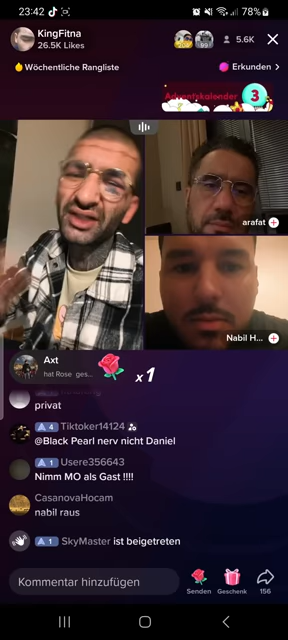 23:42
78%
KingFitna
26.5K Likes
5.6K
Wöchentliche Rangliste
Erkunden >
Adventskalender 3
arafat
Nabil H...
Axt
hat Rose ges...
x1
privat
4 Tiktoker14124
@Black Pearl nerv nicht Daniel
1 Usere356643
Nimm MO als Gast !!!!
CasanovaHocam
nabil raus
1 SkyMaster ist beigetreten
Kommentar hinzufügen
Senden
Geschenk
156